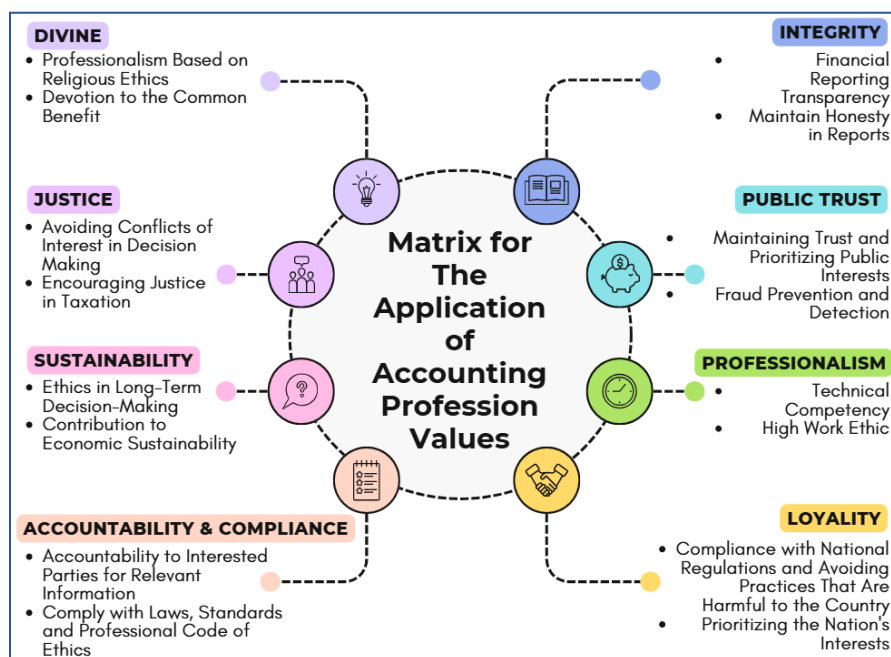 DIVINE
• Professionalism Based on
Religious Ethics
• Devotion to the Common
Benefit
JUSTICE
• Avoiding Conflicts of
Interest in Decision
Making
• Encouraging Justice
in Taxation
SUSTAINABILITY
• Ethics in Long-Term
Decision-Making
• Contribution to
Economic Sustainability
ACCOUNTABILITY & COMPLIANCE
• Accountability to Interested
Parties for Relevant
Information
• Comply with Laws, Standards
and Professional Code of
Ethics
Matrix for
The
Application
of
Accounting
Profession
Values
INTEGRITY
• Financial
Reporting
Transparency
• Maintain Honesty
in Reports
PUBLIC TRUST
• Maintaining Trust and
Prioritizing Public
Interests
• Fraud Prevention and
Detection
PROFESSIONALISM
• Technical
Competency
• High Work Ethic
LOYALITY
• Compliance with National
Regulations and Avoiding
Practices That Are
Harmful to the Country
• Prioritizing the Nation's
Interests